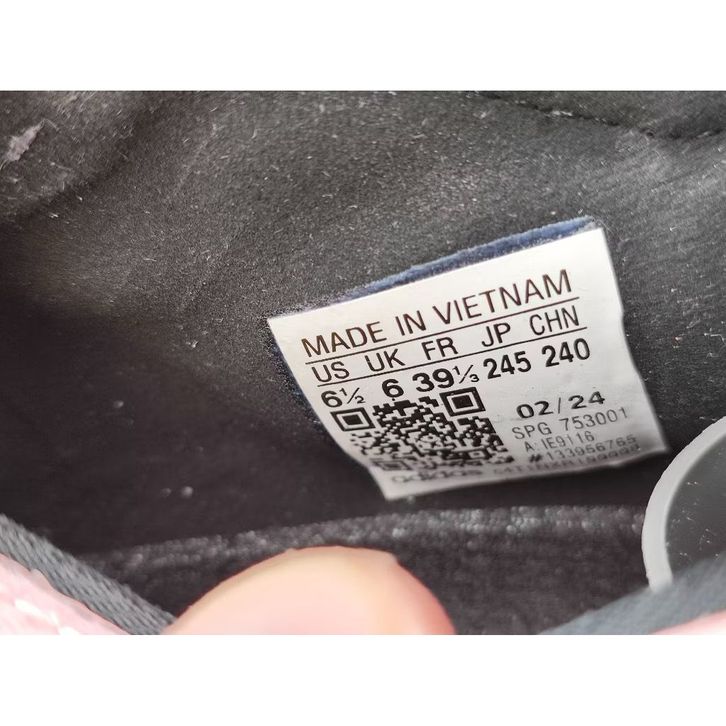 MADE IN VIETNAM
US UK FR JP CHN
6½ 6 39⅓ 245 240
02/24
SPG 753001
A:IE9116
#133956765
adidas